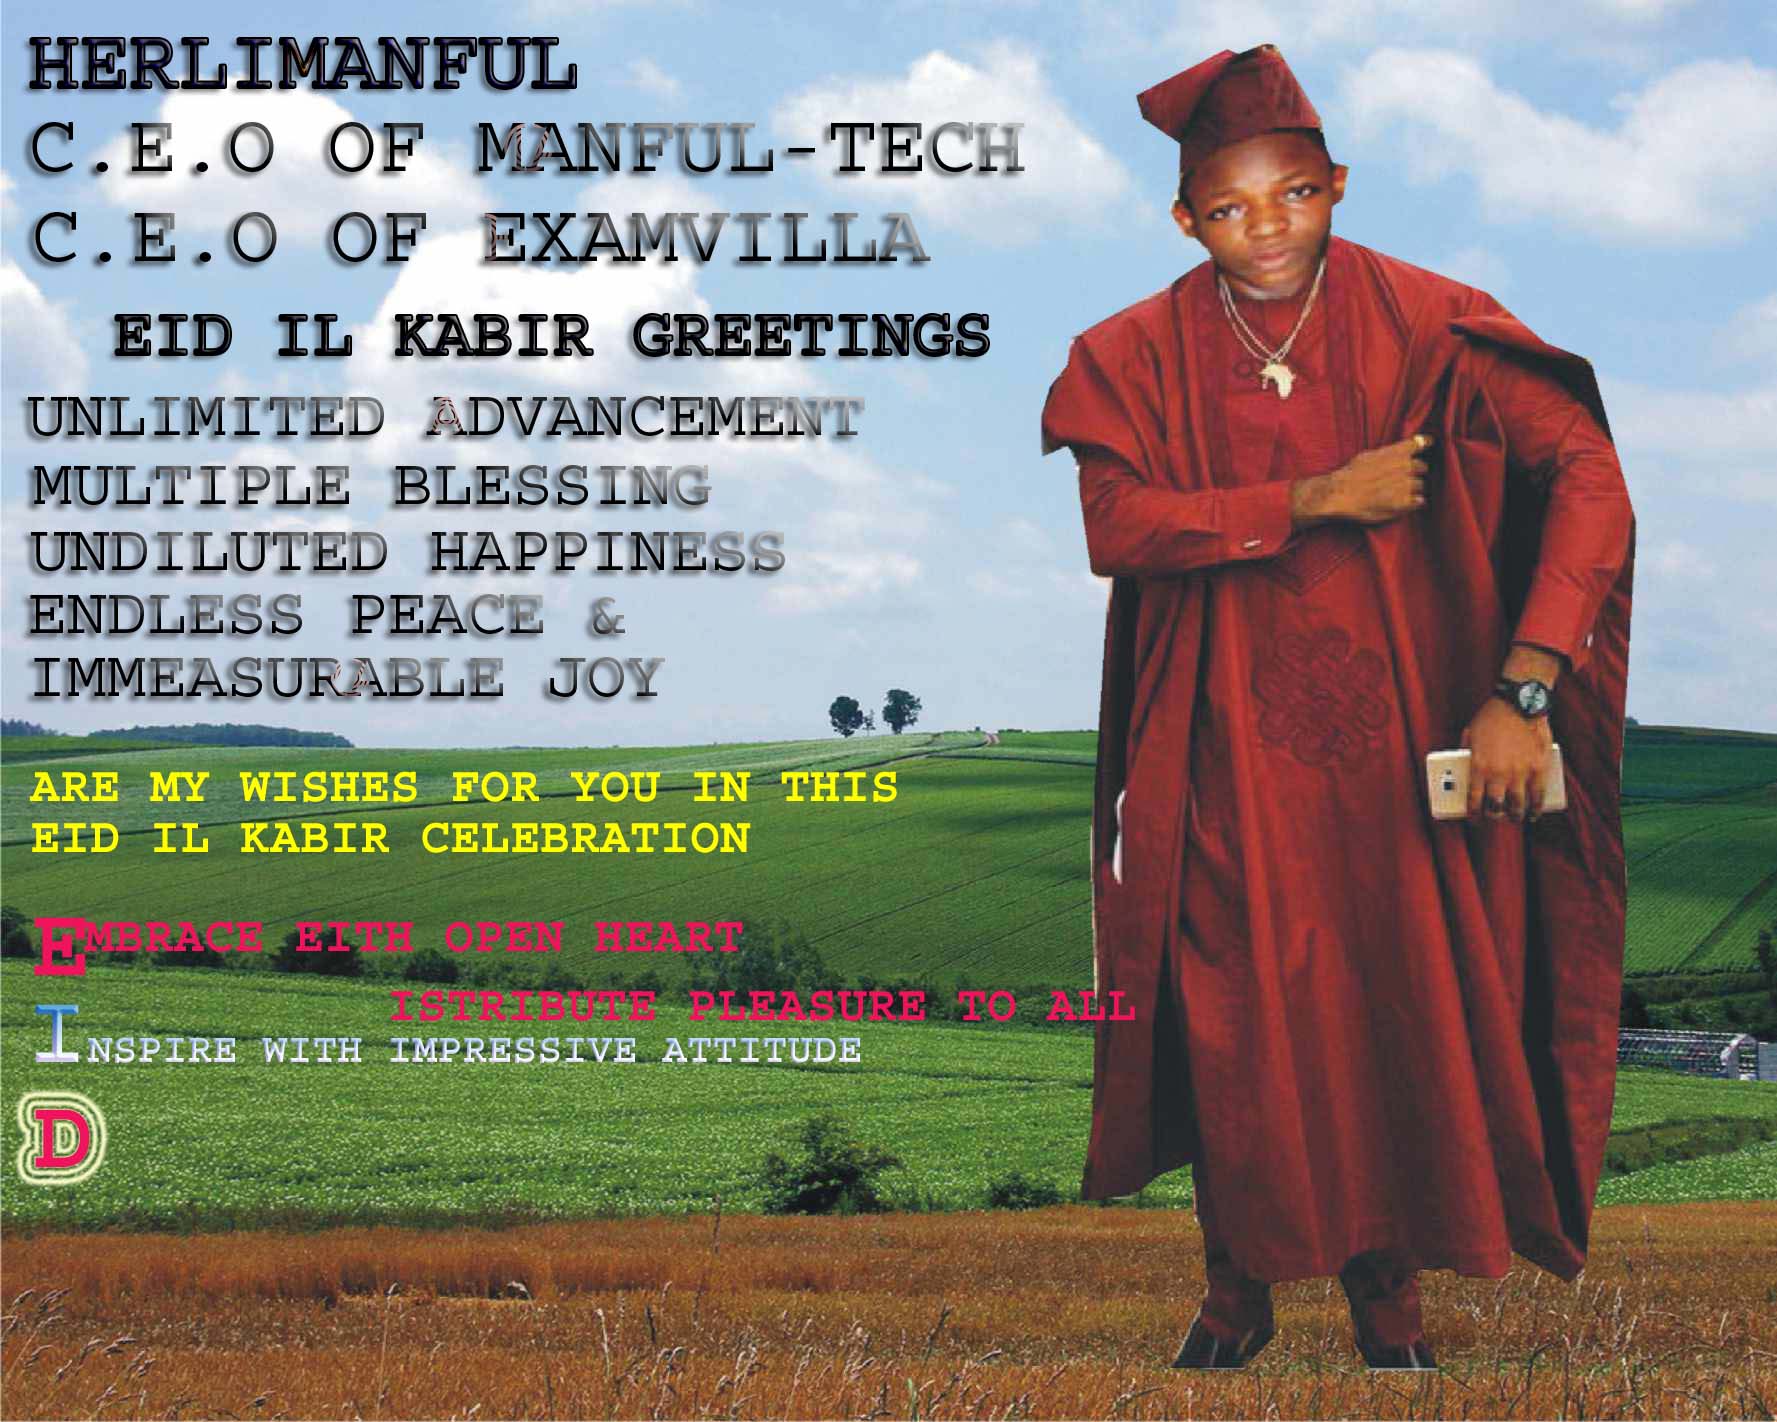 HERLIMANFUL
C.E.O OF MANFUL-TECH
C.E.O OF EXAMVILLA
EID IL KABIR GREETINGS
UNLIMITED ADVANCEMENT
MULTIPLE BLESSING
UNDILUTED HAPPINESS
ENDLESS PEACE &
IMMEASURABLE JOY
ARE MY WISHES FOR YOU IN THIS
EID IL KABIR CELEBRATION
EMBRACE EITH OPEN HEART
ISTRIBUTE PLEASURE TO ALL
INSPIRE WITH IMPRESSIVE ATTITUDE
D